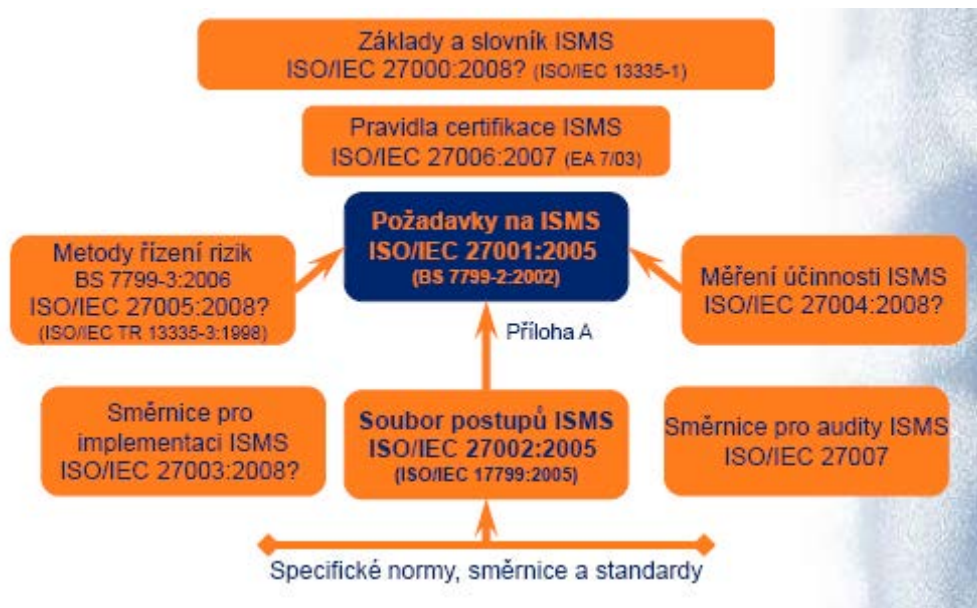 Základy a slovník ISMS
ISO/IEC 27000:2008? (ISO/IEC 13335-1)
Pravidla certifikace ISMS
ISO/IEC 27006:2007 (EA 7/03)
Požadavky na ISMS
ISO/IEC 27001:2005
(BS 7799-2:2002)
Metody řízení rizik
BS 7799-3:2006
ISO/IEC 27005:2008?
(ISO/IEC TR 13335-3:1998)
Měření účinnosti ISMS
ISO/IEC 27004:2008?
Příloha A
Směrnice pro
implementaci ISMS
ISO/IEC 27003:2008?
Soubor postupů ISMS
ISO/IEC 27002:2005
(ISO/IEC 17799:2005)
Směrnice pro audity ISMS
ISO/IEC 27007
Specifické normy, směrnice a standardy